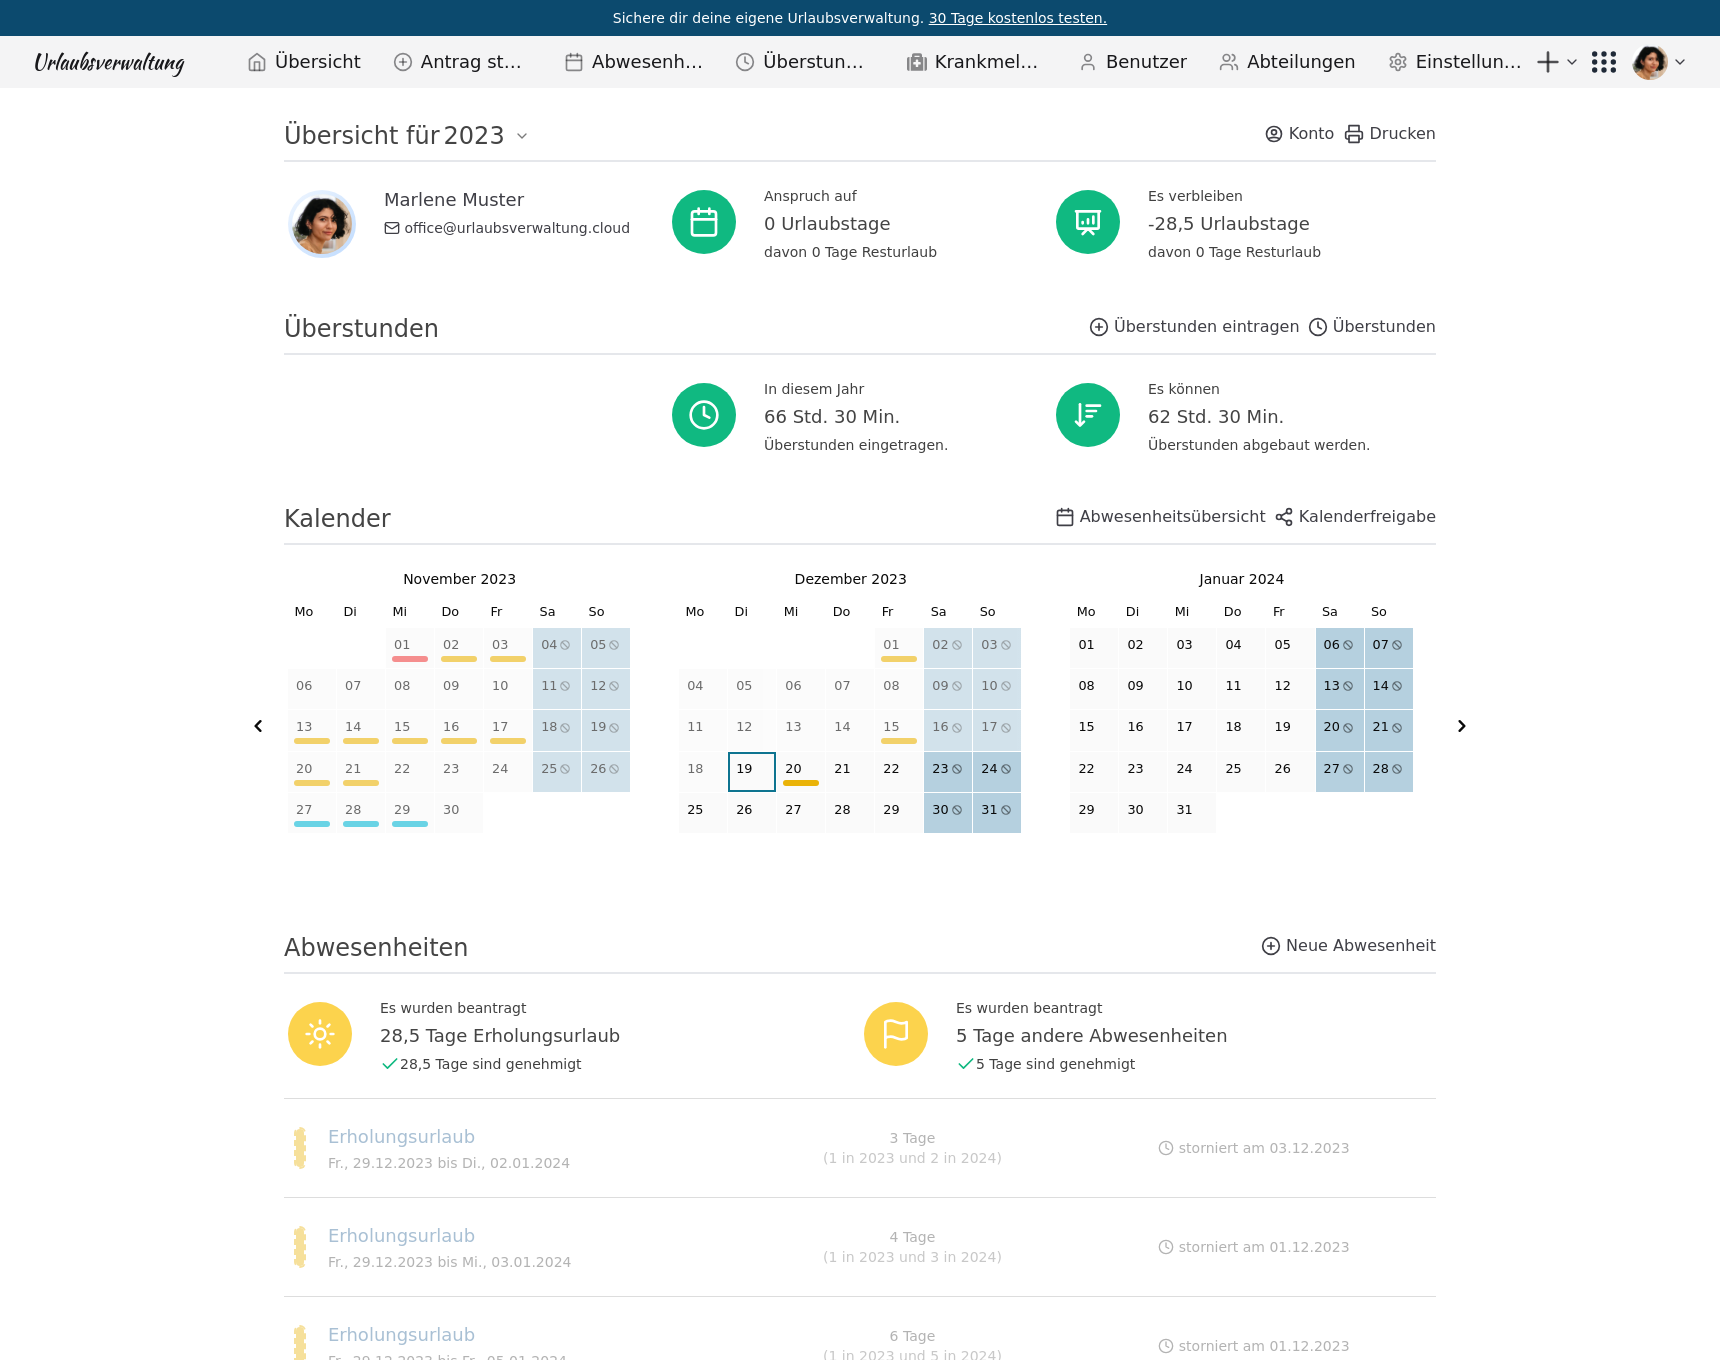 Sichere dir deine eigene Urlaubsverwaltung. 30 Tage kostenlos testen.
Urlaubsverwaltung Übersicht Antrag st… Abwesenh… Überstun… Krankmel… Benutzer Abteilungen Einstellun…
Übersicht für 2023 Konto Drucken
Marlene Muster
office@urlaubsverwaltung.cloud
Anspruch auf
0 Urlaubstage
davon 0 Tage Resturlaub
Es verbleiben
-28,5 Urlaubstage
davon 0 Tage Resturlaub
Überstunden Überstunden eintragen Überstunden
In diesem Jahr
66 Std. 30 Min.
Überstunden eingetragen.
Es können
62 Std. 30 Min.
Überstunden abgebaut werden.
Kalender Abwesenheitsübersicht Kalenderfreigabe
November 2023
Mo Di Mi Do Fr Sa So
01 02 03 04 05
06 07 08 09 10 11 12
13 14 15 16 17 18 19
20 21 22 23 24 25 26
27 28 29 30
Dezember 2023
Mo Di Mi Do Fr Sa So
01 02 03
04 05 06 07 08 09 10
11 12 13 14 15 16 17
18 19 20 21 22 23 24
25 26 27 28 29 30 31
Januar 2024
Mo Di Mi Do Fr Sa So
01 02 03 04 05 06 07
08 09 10 11 12 13 14
15 16 17 18 19 20 21
22 23 24 25 26 27 28
29 30 31
Abwesenheiten Neue Abwesenheit
Es wurden beantragt
28,5 Tage Erholungsurlaub
28,5 Tage sind genehmigt
Es wurden beantragt
5 Tage andere Abwesenheiten
5 Tage sind genehmigt
Erholungsurlaub
Fr., 29.12.2023 bis Di., 02.01.2024
3 Tage
(1 in 2023 und 2 in 2024)
storniert am 03.12.2023
Erholungsurlaub
Fr., 29.12.2023 bis Mi., 03.01.2024
4 Tage
(1 in 2023 und 3 in 2024)
storniert am 01.12.2023
Erholungsurlaub
Fr., 29.12.2023 bis Fr., 05.01.2024
6 Tage
(1 in 2023 und 5 in 2024)
storniert am 01.12.2023